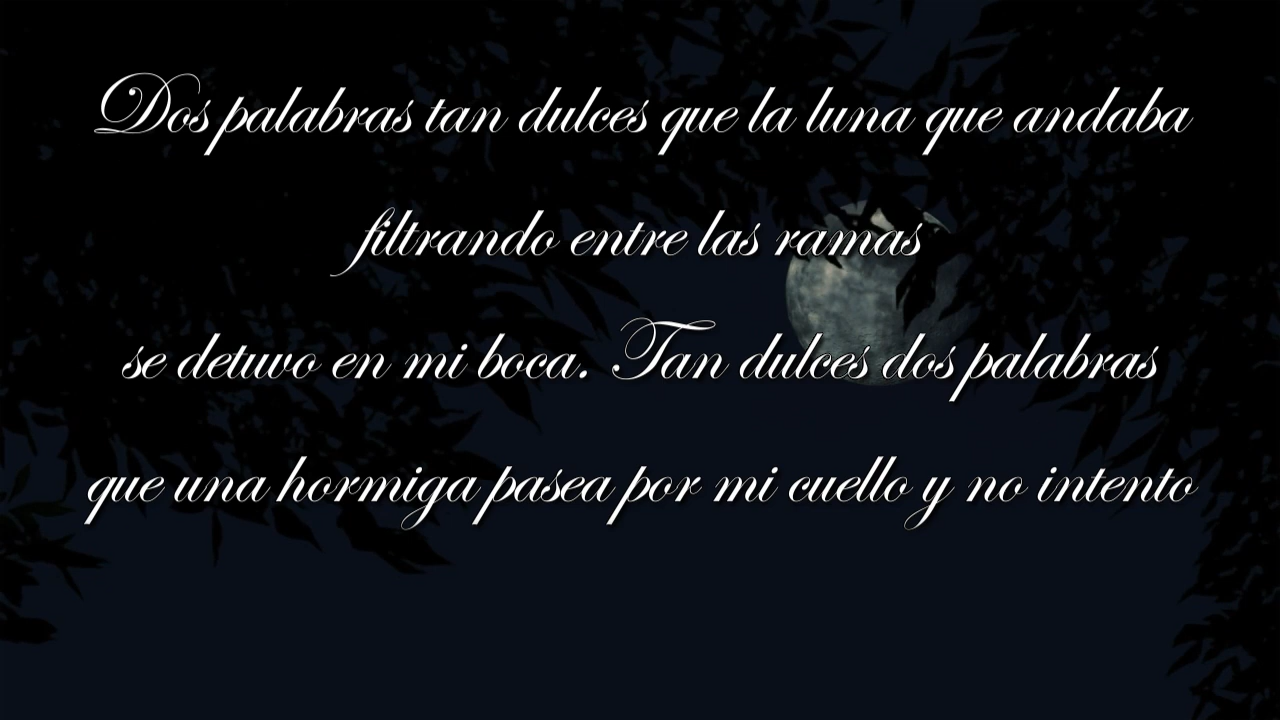 Dos palabras tan dulces que la luna que andaba
filtrando entre las ramas
se detuvo en mi boca. Tan dulces dos palabras
que una hormiga pasea por mi cuello y no intento